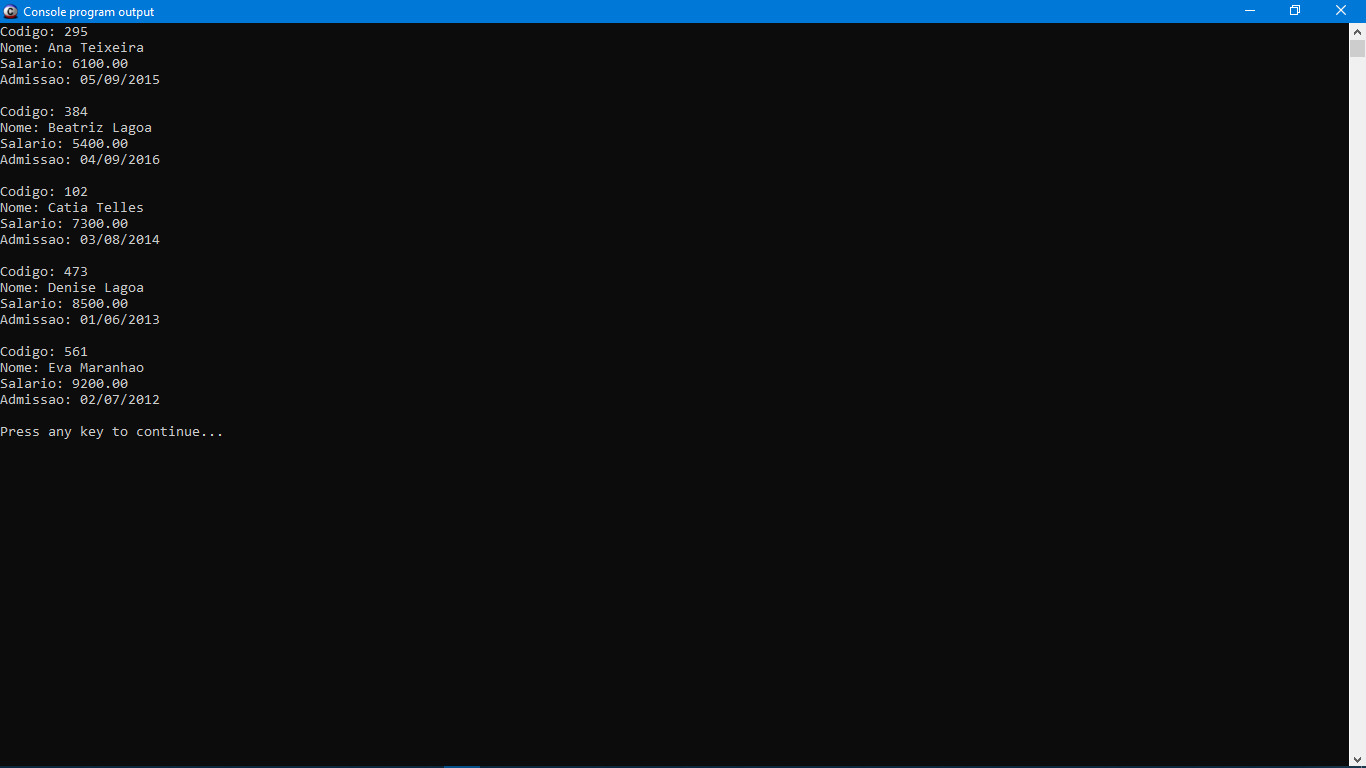 Console program output
Codigo: 295
Nome: Ana Teixeira
Salario: 6100.00
Admissao: 05/09/2015
Codigo: 384
Nome: Beatriz Lagoa
Salario: 5400.00
Admissao: 04/09/2016
Codigo: 102
Nome: Catia Telles
Salario: 7300.00
Admissao: 03/08/2014
Codigo: 473
Nome: Denise Lagoa
Salario: 8500.00
Admissao: 01/06/2013
Codigo: 561
Nome: Eva Maranhao
Salario: 9200.00
Admissao: 02/07/2012
Press any key to continue...